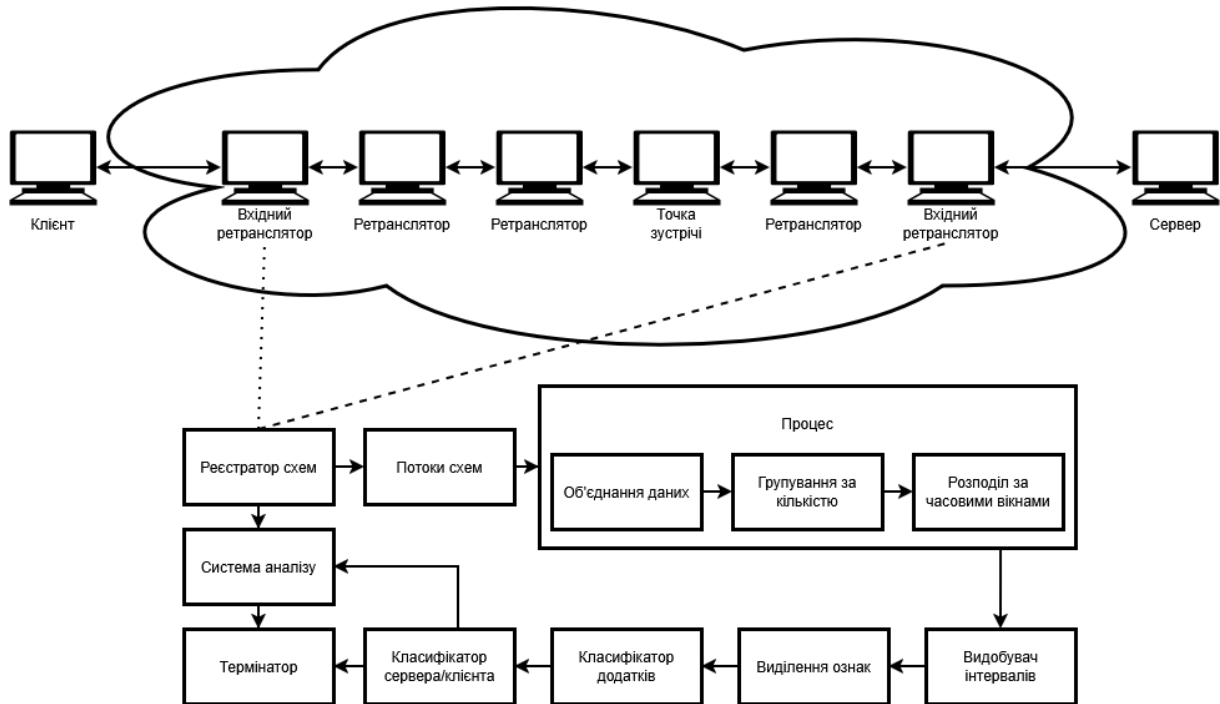 Клієнт
Вхідний
ретранслятор
Ретранслятор
Ретранслятор
Точка
зустрічі
Ретранслятор
Вхідний
ретранслятор
Сервер
Процес
Реєстратор схем
Потоки схем
Об'єднання даних
Групування за
кількістю
Розподіл за
часовими вікнами
Система аналізу
Термінатор
Класифікатор
сервера/клієнта
Класифікатор
додатків
Виділення ознак
Видобувач
інтервалів